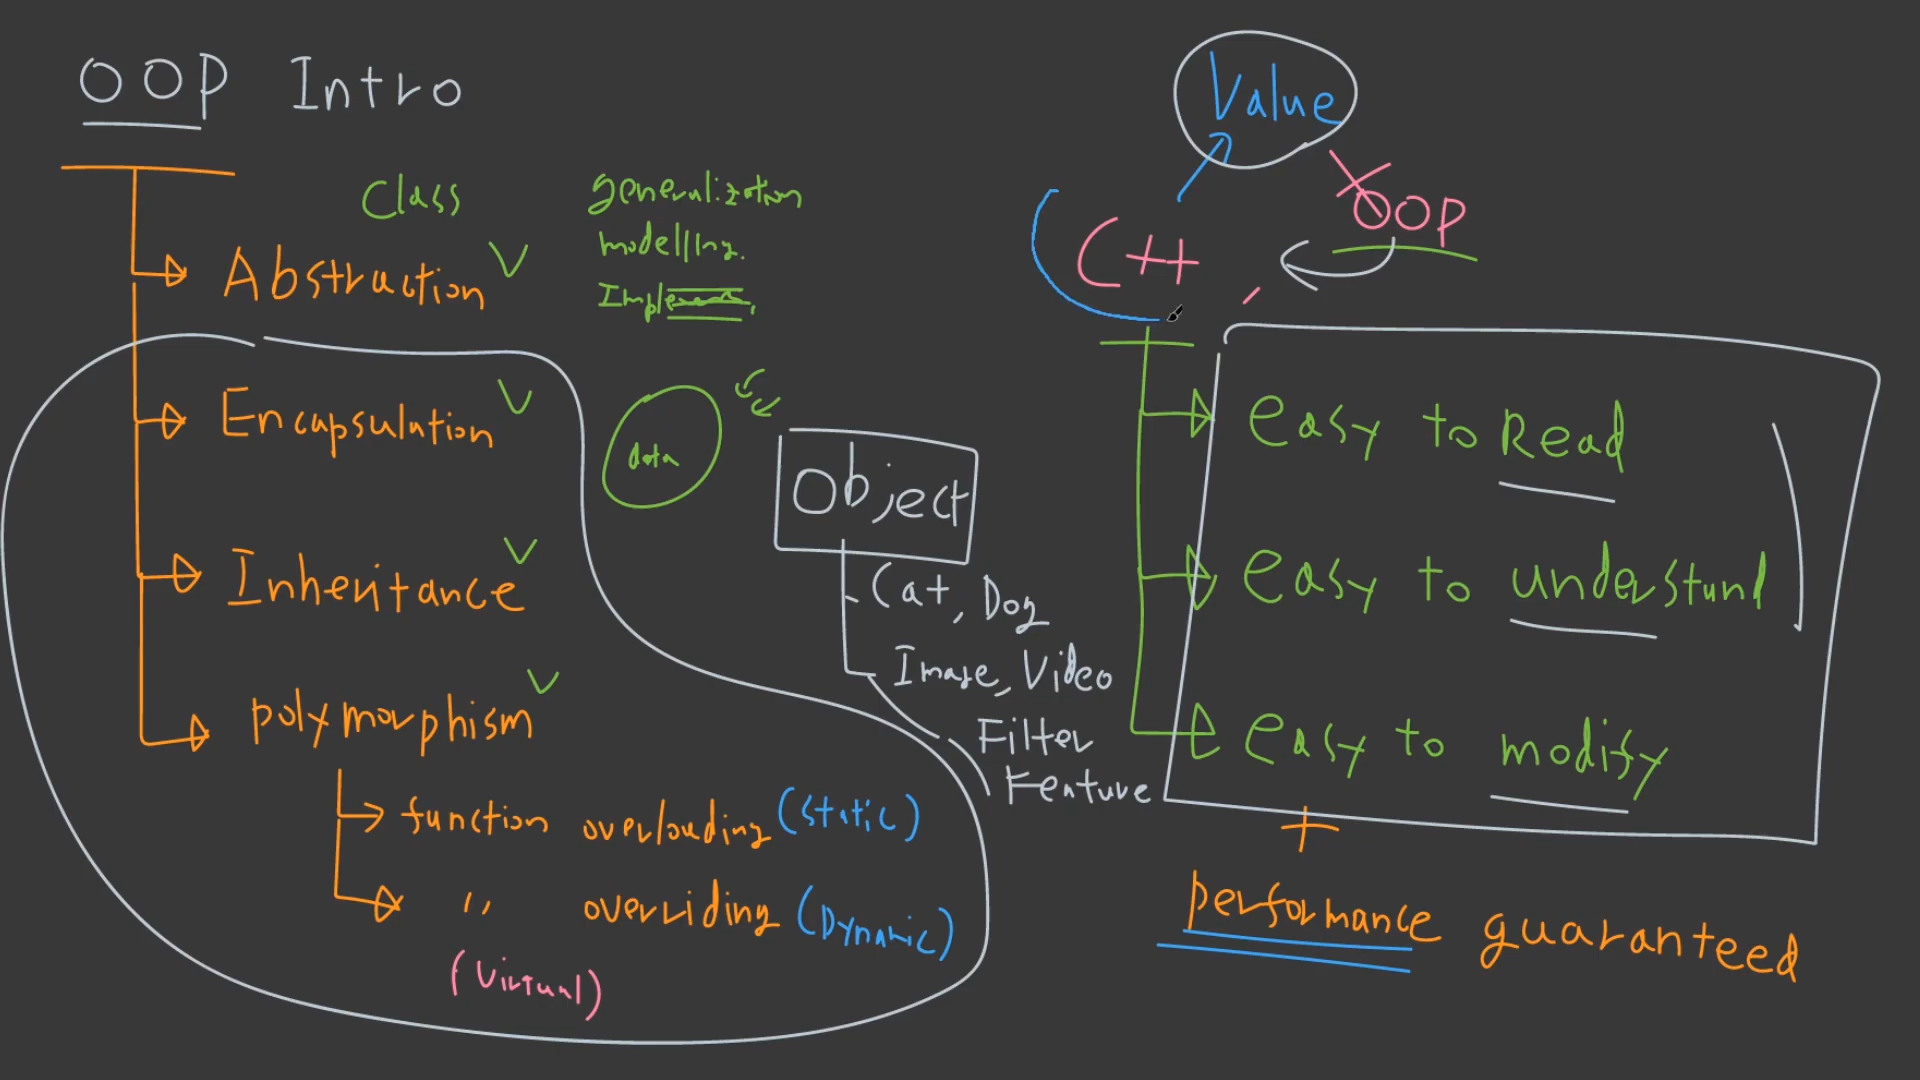 OOP Intro
Class
Abstraction
generalization
modelling.
Encapsulation
Inheritance
polymorphism
function overloading (static)
" overriding (Dynamic)
(Virtual)
data
Object
Cat, Dog
Image, Video
Filter
Feature
Value
OOP
C++
easy to Read
easy to understand
easy to modify
+
performance guaranteed